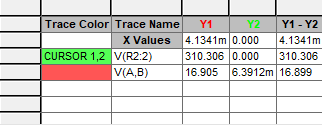 Trace Color Trace Name Y1 Y2 Y1 - Y2
X Values 4.1341m 0.000 4.1341m
CURSOR 1,2 V(R2:2) 310.306 0.000 310.306
V(A,B) 16.905 6.3912m 16.899